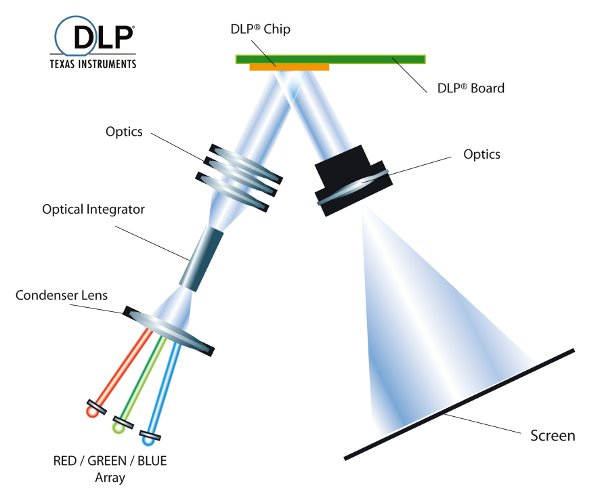 DLP®
TEXAS INSTRUMENTS
DLP® Chip
DLP® Board
Optics
Optics
Optical Integrator
Condenser Lens
Screen
RED / GREEN / BLUE
Array